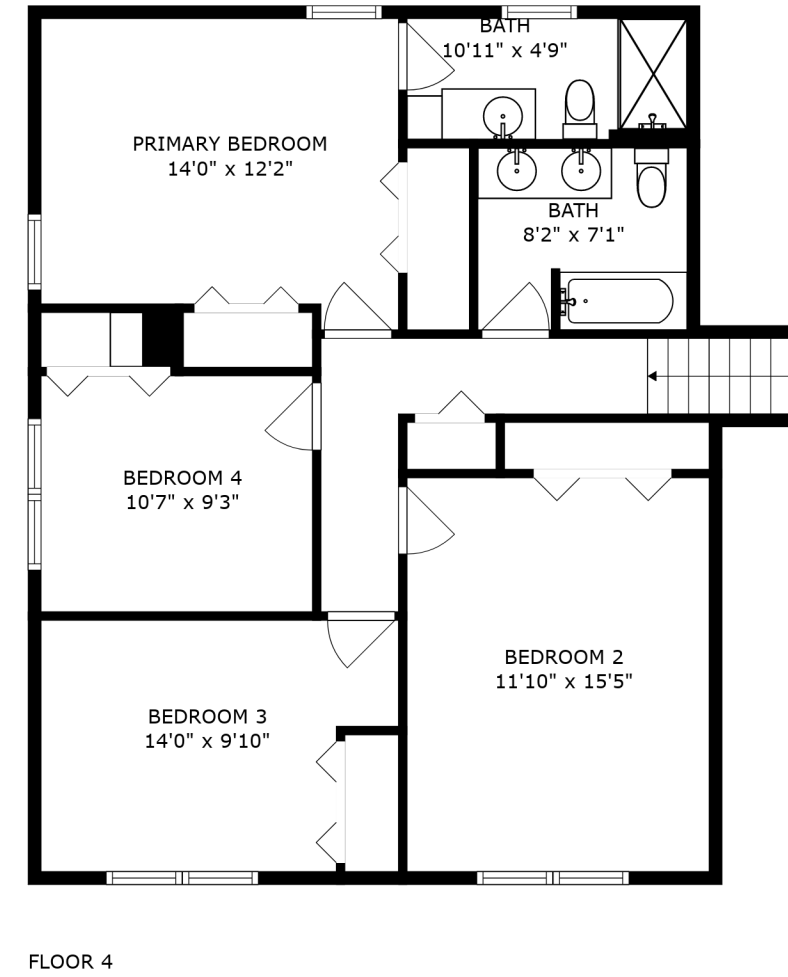 BATH
10'11" x 4'9"
PRIMARY BEDROOM
14'0" x 12'2"
BATH
8'2" x 7'1"
BEDROOM 4
10'7" x 9'3"
BEDROOM 2
11'10" x 15'5"
BEDROOM 3
14'0" x 9'10"
FLOOR 4